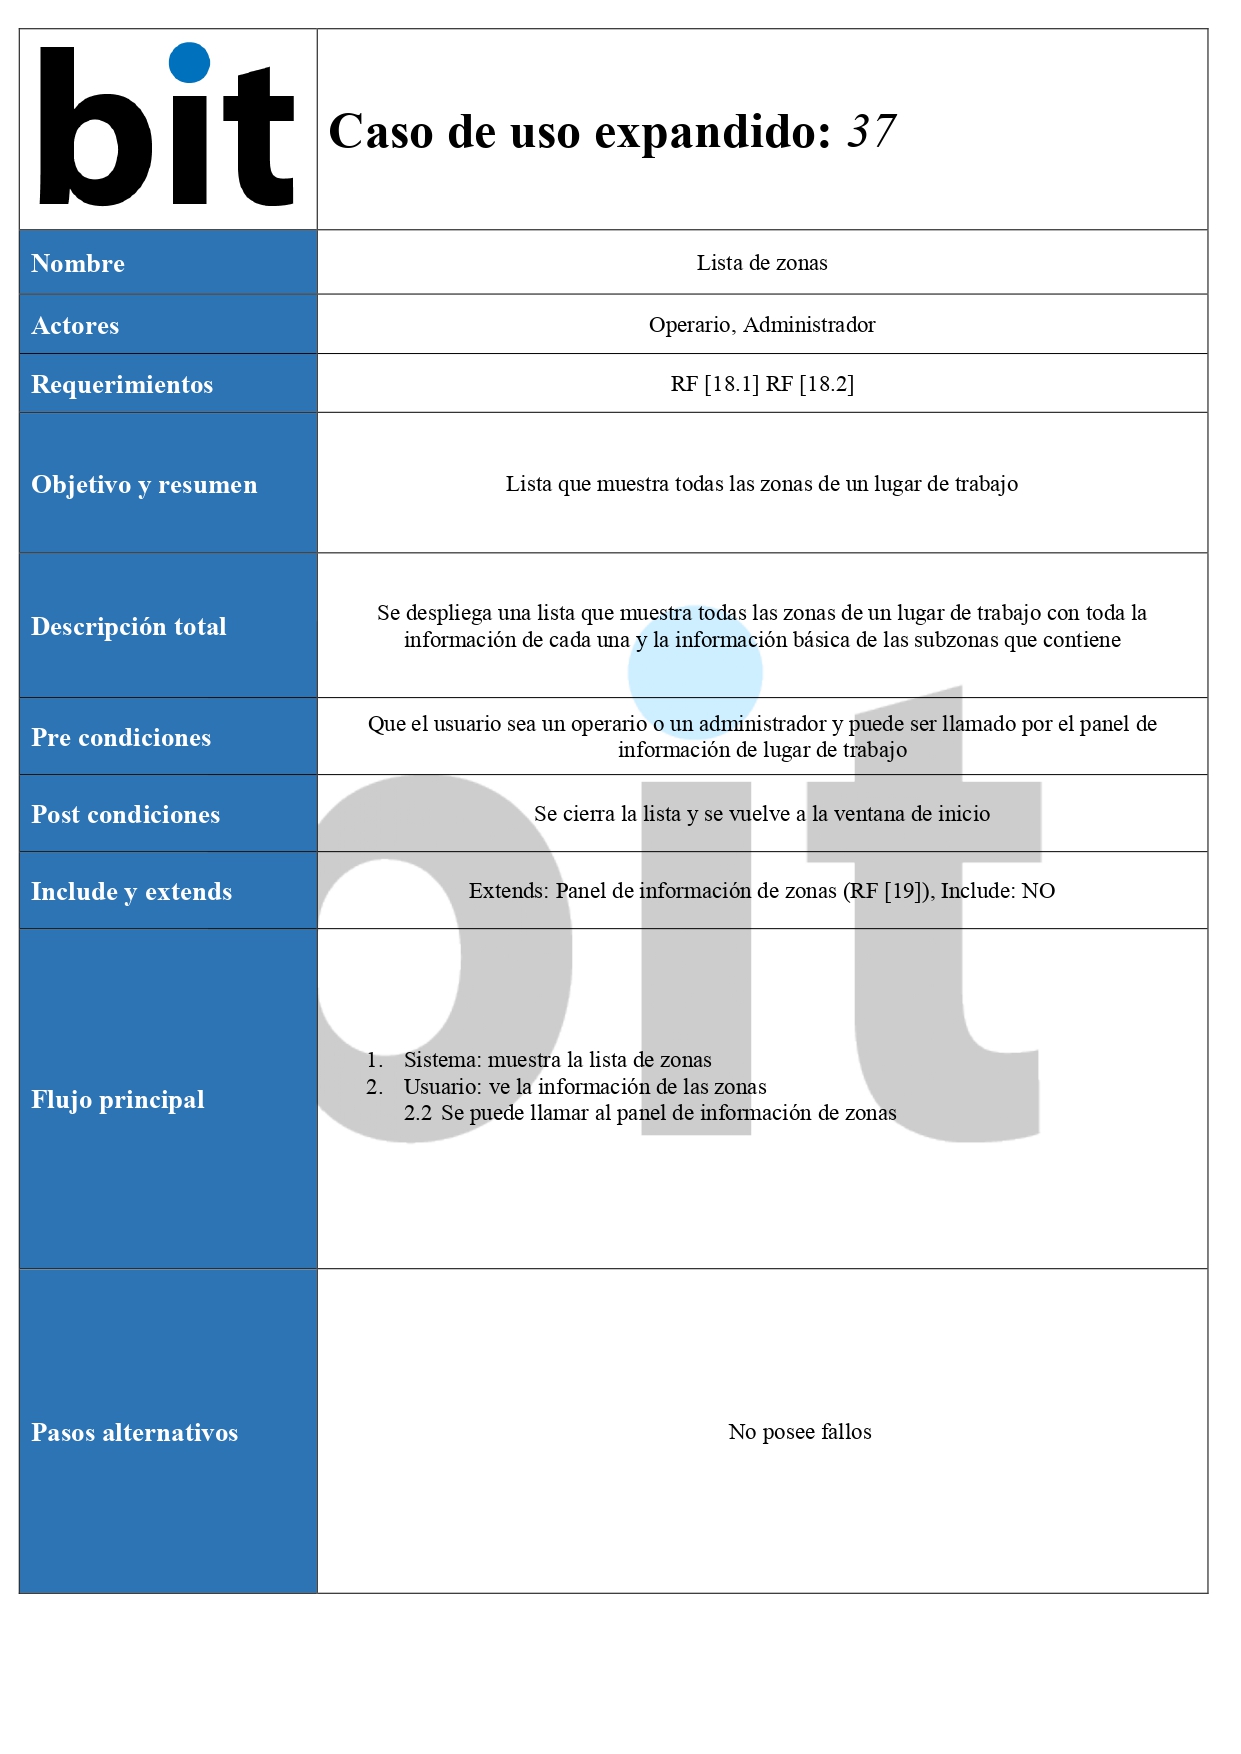 bit
Caso de uso expandido: 37
Nombre
Lista de zonas
Actores
Operario, Administrador
Requerimientos
RF [18.1] RF [18.2]
Objetivo y resumen
Lista que muestra todas las zonas de un lugar de trabajo
Descripción total
Se despliega una lista que muestra todas las zonas de un lugar de trabajo con toda la
información de cada una y la información básica de las subzonas que contiene
Pre condiciones
Que el usuario sea un operario o un administrador y puede ser llamado por el panel de
información de lugar de trabajo
Post condiciones
Se cierra la lista y se vuelve a la ventana de inicio
Include y extends
Extends: Panel de información de zonas (RF [19]), Include: NO
Flujo principal
1. Sistema: muestra la lista de zonas
2. Usuario: ve la información de las zonas
2.2 Se puede llamar al panel de información de zonas
Pasos alternativos
No posee fallos
bit